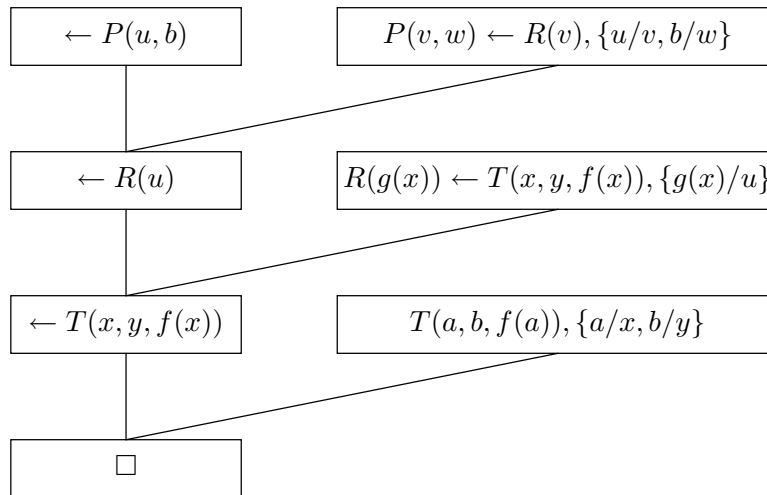 ← P(u, b)
P(v, w) ← R(v), {u/v, b/w}
← R(u)
R(g(x)) ← T(x, y, f(x)), {g(x)/u}
← T(x, y, f(x))
T(a, b, f(a)), {a/x, b/y}
□